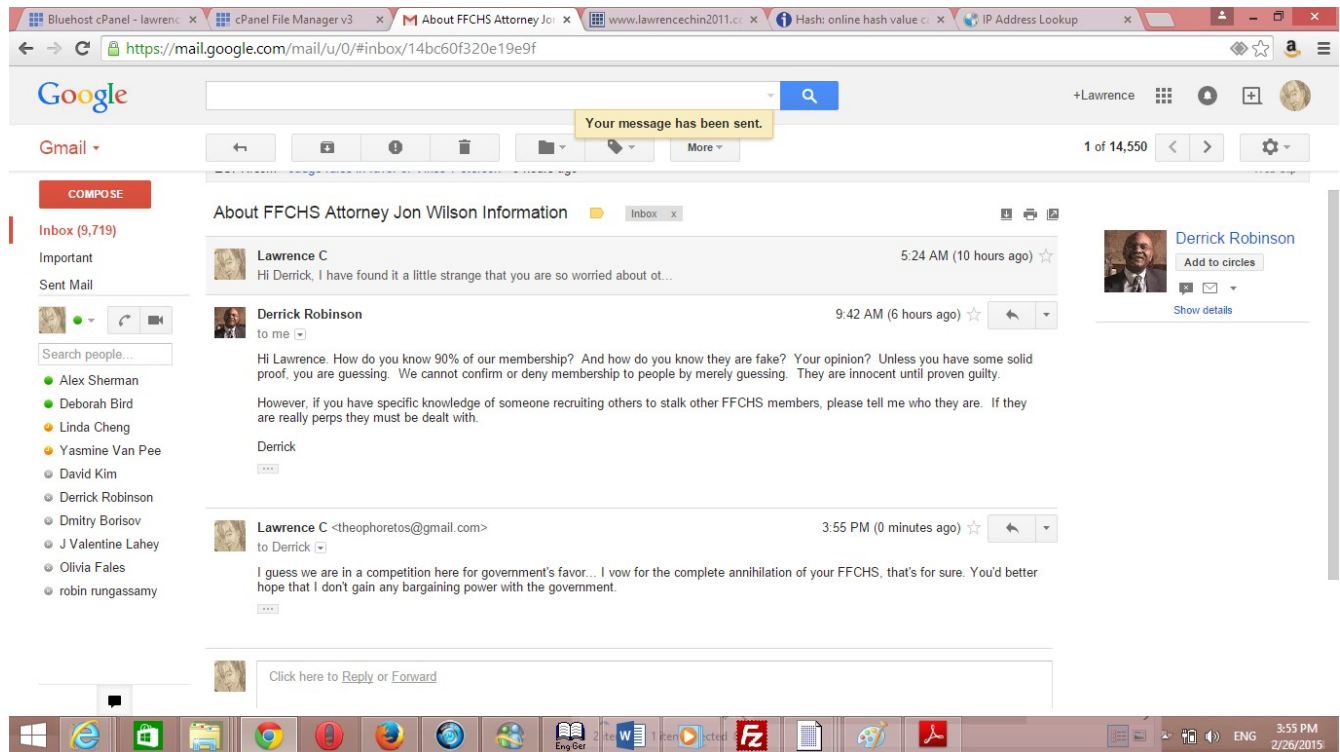 Bluehost cPanel - lawrenc
cPanel File Manager v3
About FFCHS Attorney Jon
www.lawrencechin2011.cc
Hash: online hash value ca
IP Address Lookup
https://mail.google.com/mail/u/0/#inbox/14bc60f320e19e9f
Google
+Lawrence
Your message has been sent.
Gmail
More
1 of 14,550
COMPOSE
About FFCHS Attorney Jon Wilson Information
Inbox x
Inbox (9,719)
Important
Sent Mail
Search people...
Alex Sherman
Deborah Bird
Linda Cheng
Yasmine Van Pee
David Kim
Derrick Robinson
Dmitry Borisov
J Valentine Lahey
Olivia Fales
robin rungassamy
Lawrence C
5:24 AM (10 hours ago)
Hi Derrick, I have found it a little strange that you are so worried about ot...
Derrick Robinson
9:42 AM (6 hours ago)
to me
Hi Lawrence. How do you know 90% of our membership? And how do you know they are fake? Your opinion? Unless you have some solid
proof, you are guessing. We cannot confirm or deny membership to people by merely guessing. They are innocent until proven guilty.
However, if you have specific knowledge of someone recruiting others to stalk other FFCHS members, please tell me who they are. If they
are really perps they must be dealt with.
Derrick
...
Lawrence C <theophoretos@gmail.com>
3:55 PM (0 minutes ago)
to Derrick
I guess we are in a competition here for government's favor... I vow for the complete annihilation of your FFCHS, that's for sure. You'd better
hope that I don't gain any bargaining power with the government.
...
Click here to Reply or Forward
Derrick Robinson
Add to circles
Show details
Eng Ger
ENG
3:55 PM
2/26/2015